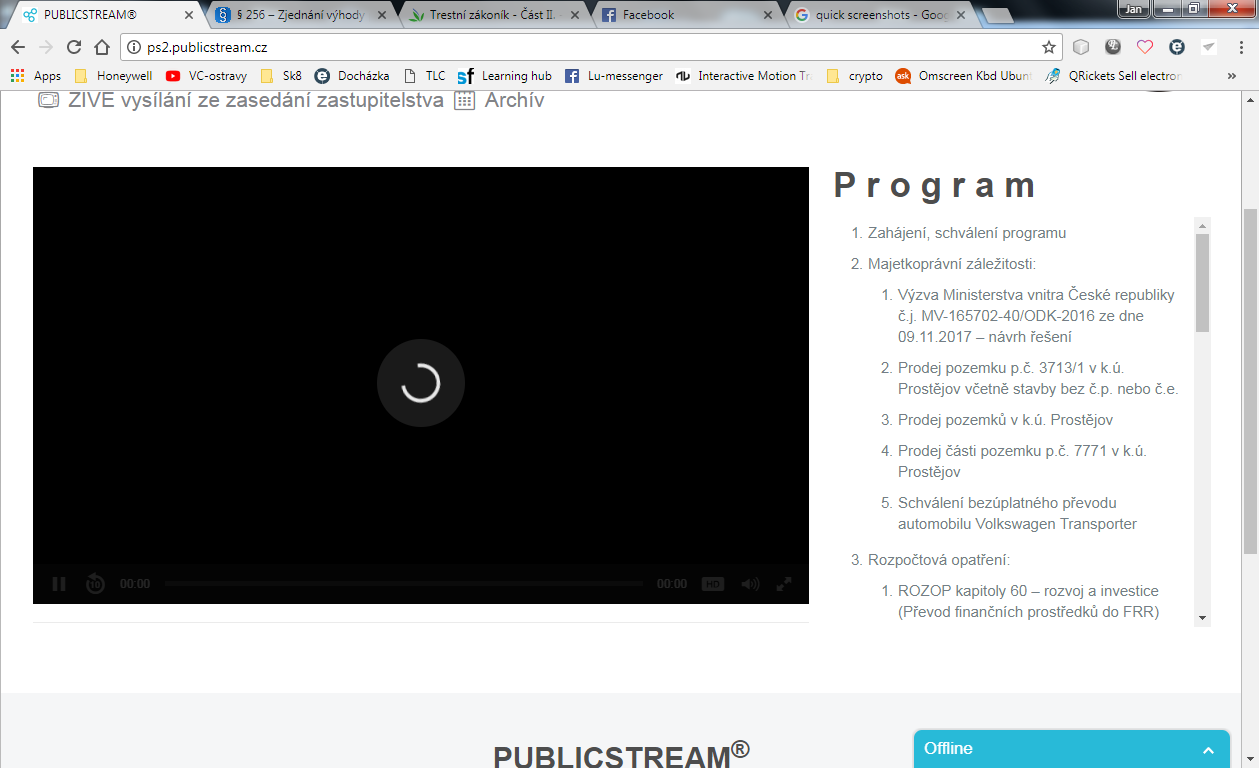 PUBLICSTREAM®
§ 256 – Zjednání výhody
Trestní zákoník - Část II.
Facebook
quick screenshots - Goo
Jan
ps2.publicstream.cz
Apps
Honeywell
VC-ostravy
Sk8
Docházka
TLC
Learning hub
Lu-messenger
Interactive Motion Tr
crypto
ask
Omscreen Kbd Ubun
QRickets Sell electron
ŽIVĚ vysílání ze zasedání zastupitelstva
Archív
Program
1. Zahájení, schválení programu
2. Majetkoprávní záležitosti:
1. Výzva Ministerstva vnitra České republiky
č.j. MV-165702-40/ODK-2016 ze dne
09.11.2017 – návrh řešení
2. Prodej pozemku p.č. 3713/1 v k.ú.
Prostějov včetně stavby bez č.p. nebo č.e.
3. Prodej pozemků v k.ú. Prostějov
4. Prodej části pozemku p.č. 7771 v k.ú.
Prostějov
5. Schválení bezúplatného převodu
automobilu Volkswagen Transporter
3. Rozpočtová opatření:
1. ROZOP kapitoly 60 – rozvoj a investice
(Převod finančních prostředků do FRR)
10
00:00
00:00
HD
PUBLICSTREAM®
Offline